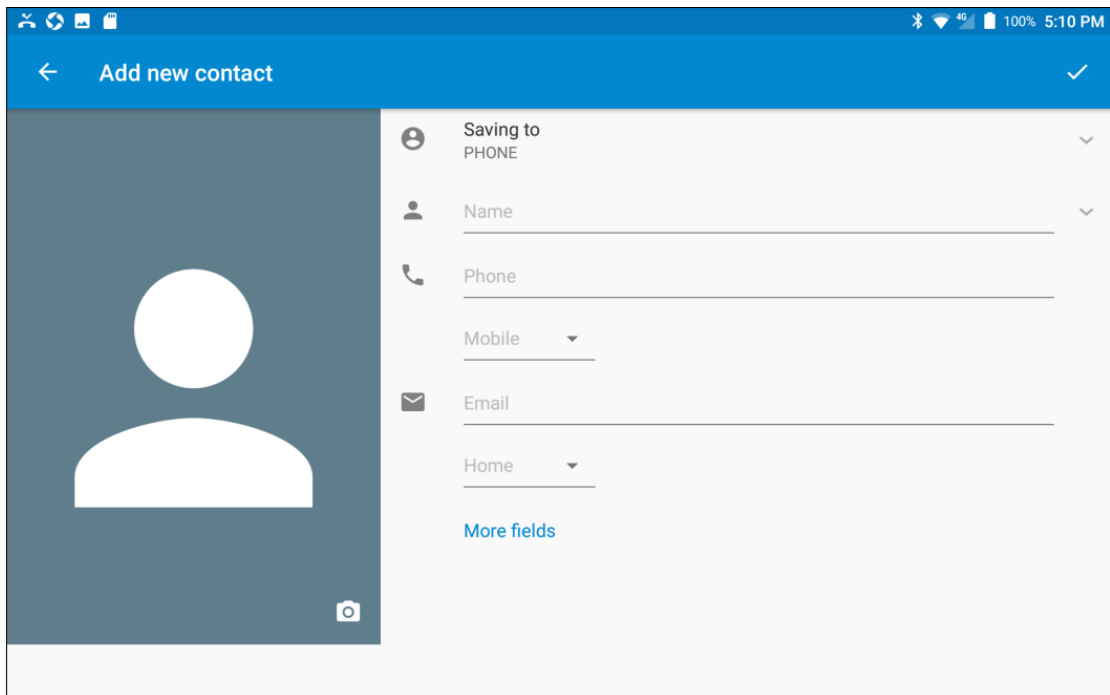 4G 100% 5:10 PM
Add new contact
Saving to
PHONE
Name
Phone
Mobile
Email
Home
More fields